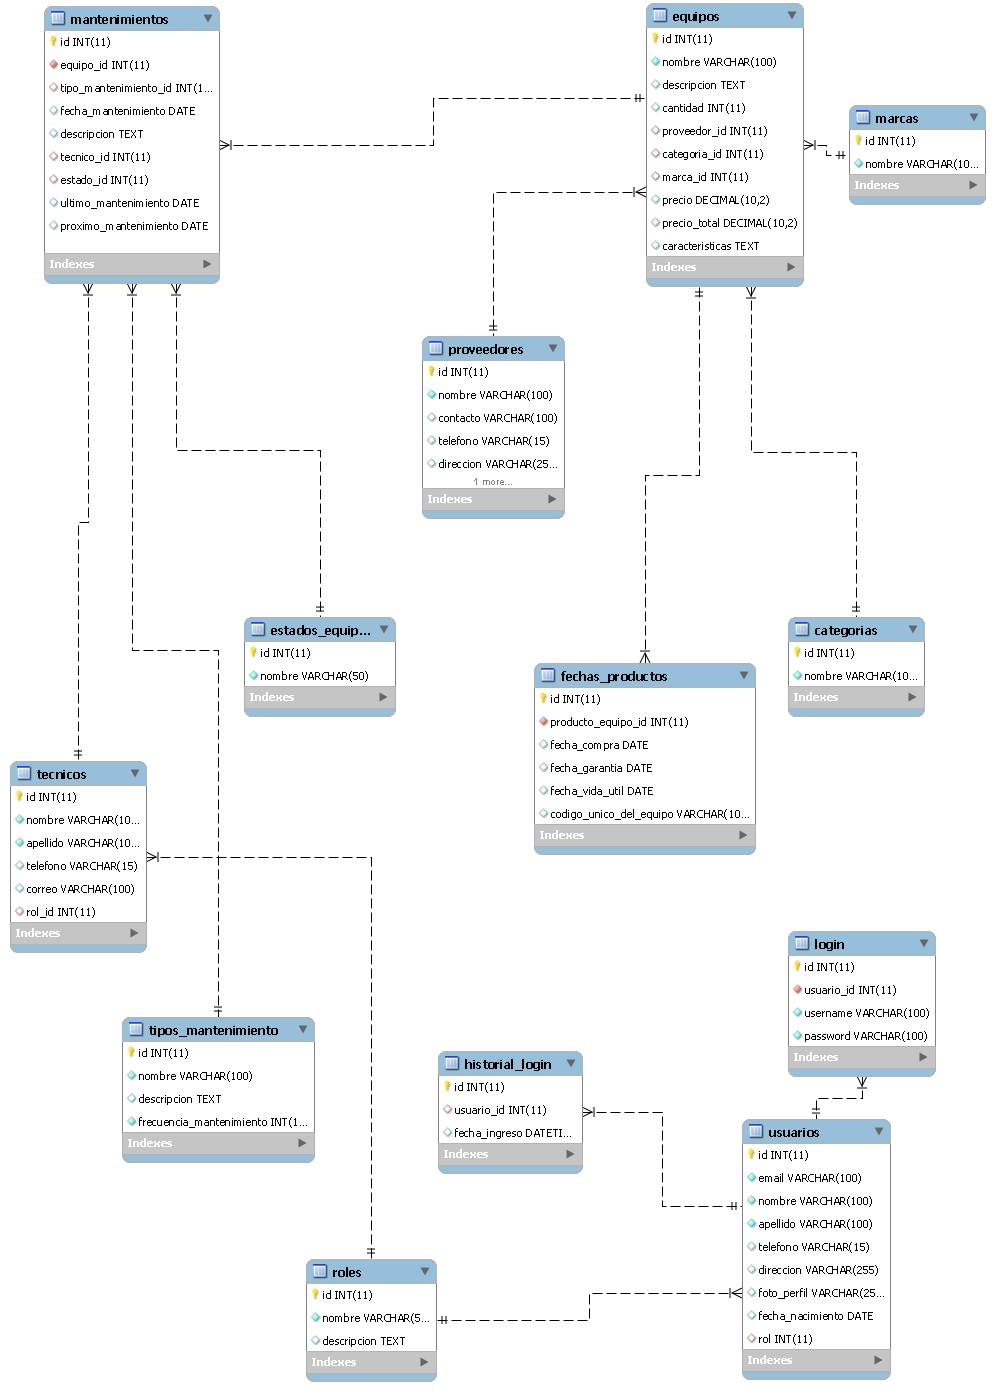 mantenimientos
id INT(11)
equipo_id INT(11)
tipo_mantenimiento_id INT(1...
fecha_mantenimiento DATE
descripcion TEXT
tecnico_id INT(11)
estado_id INT(11)
ultimo_mantenimiento DATE
proximo_mantenimiento DATE
Indexes
equipos
id INT(11)
nombre VARCHAR(100)
descripcion TEXT
cantidad INT(11)
proveedor_id INT(11)
categoria_id INT(11)
marca_id INT(11)
precio DECIMAL(10,2)
precio_total DECIMAL(10,2)
caracteristicas TEXT
Indexes
marcas
id INT(11)
nombre VARCHAR(10...
Indexes
proveedores
id INT(11)
nombre VARCHAR(100)
contacto VARCHAR(100)
telefono VARCHAR(15)
direccion VARCHAR(25...
1 more...
Indexes
estados_equip...
id INT(11)
nombre VARCHAR(50)
Indexes
fechas_productos
id INT(11)
producto_equipo_id INT(11)
fecha_compra DATE
fecha_garantia DATE
fecha_vida_util DATE
codigo_unico_del_equipo VARCHAR(10...
Indexes
categorias
id INT(11)
nombre VARCHAR(10...
Indexes
tecnicos
id INT(11)
nombre VARCHAR(10...
apellido VARCHAR(10...
telefono VARCHAR(15)
correo VARCHAR(100)
rol_id INT(11)
Indexes
tipos_mantenimiento
id INT(11)
nombre VARCHAR(100)
descripcion TEXT
frecuencia_mantenimiento INT(1...
Indexes
historial_login
id INT(11)
usuario_id INT(11)
fecha_ingreso DATETI...
Indexes
login
id INT(11)
usuario_id INT(11)
username VARCHAR(100)
password VARCHAR(100)
Indexes
usuarios
id INT(11)
email VARCHAR(100)
nombre VARCHAR(100)
apellido VARCHAR(100)
telefono VARCHAR(15)
direccion VARCHAR(255)
foto_perfil VARCHAR(25...
fecha_nacimiento DATE
rol INT(11)
Indexes
roles
id INT(11)
nombre VARCHAR(5...
descripcion TEXT
Indexes